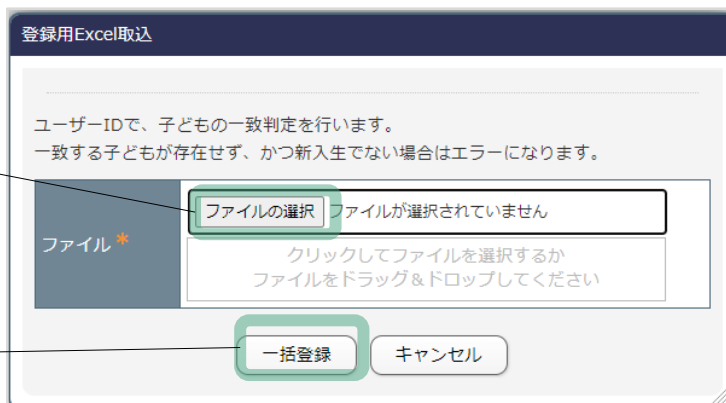 登録用Excel取込
ユーザーIDで、子どもの一致判定を行います。
一致する子どもが存在せず、かつ新入生でない場合はエラーになります。
ファイル *
ファイルの選択 ファイルが選択されていません
クリックしてファイルを選択するか
ファイルをドラッグ＆ドロップしてください
一括登録 キャンセル